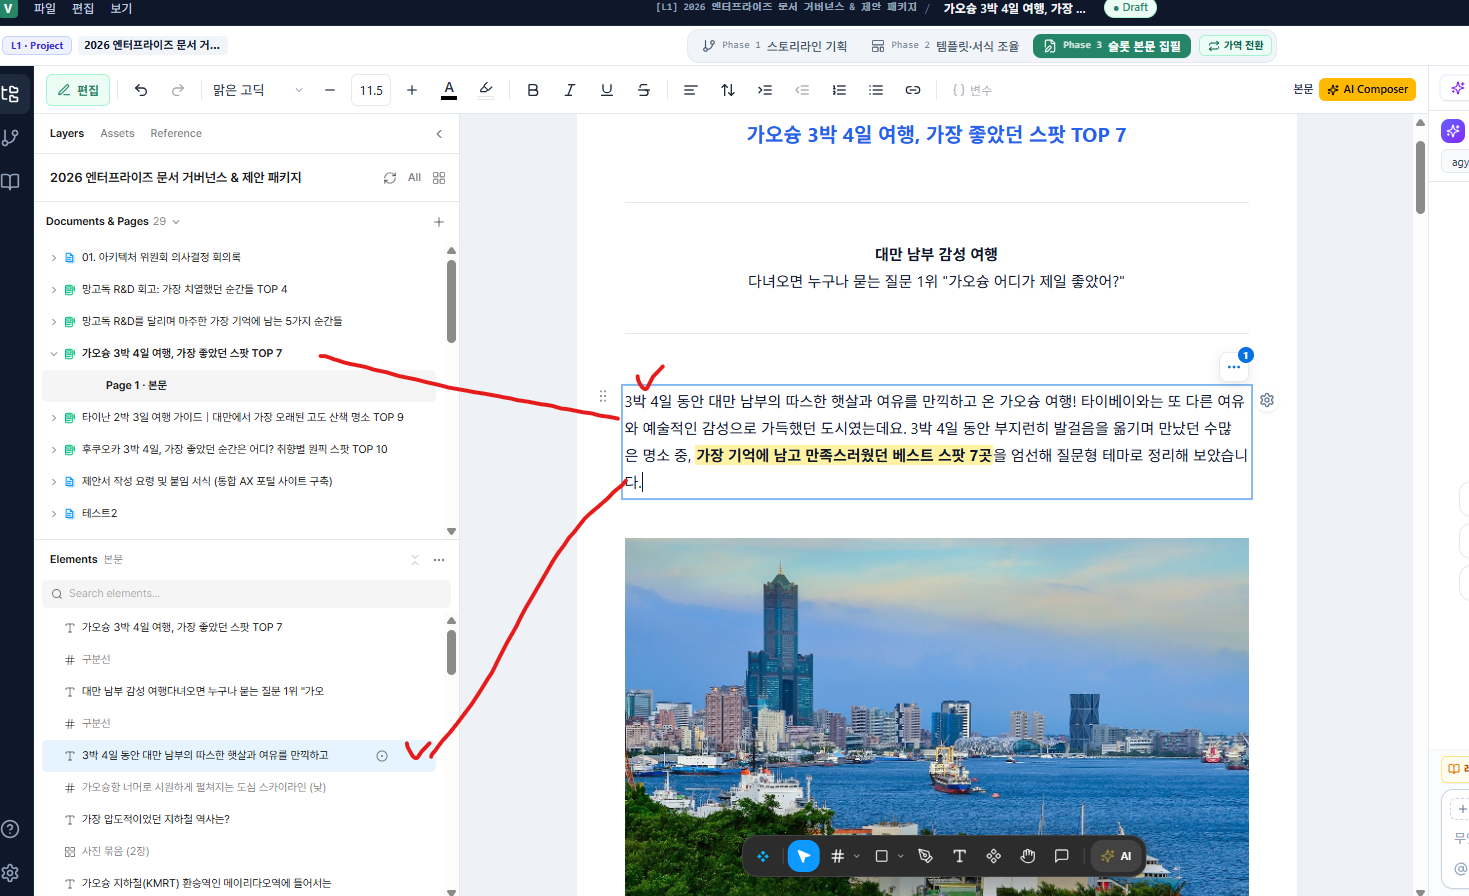 V 파일 편집 보기
[L1] 2026 엔터프라이즈 문서 거버넌스 & 제안 패키지 / 가오슝 3박 4일 여행, 가장 ... Draft
L1 · Project 2026 엔터프라이즈 문서 거...
Phase 1 스토리라인 기획 Phase 2 템플릿·서식 조율 Phase 3 슬롯 본문 집필 가역 전환
편집 맑은 고딕 11.5 A B I U S { } 변수 본문 AI Composer
Layers Assets Reference
2026 엔터프라이즈 문서 거버넌스 & 제안 패키지 All
Documents & Pages 29
01. 아키텍처 위원회 의사결정 회의록
망고독 R&D 회고: 가장 치열했던 순간들 TOP 4
망고독 R&D를 달리며 마주한 가장 기억에 남는 5가지 순간들
가오슝 3박 4일 여행, 가장 좋았던 스팟 TOP 7
Page 1 · 본문
타이난 2박 3일 여행 가이드 | 대만에서 가장 오래된 고도 산책 명소 TOP 9
후쿠오카 3박 4일, 가장 좋았던 순간은 어디? 취향별 원픽 스팟 TOP 10
제안서 작성 요령 및 붙임 서식 (통합 AX 포털 사이트 구축)
테스트2
Elements 본문
Search elements...
가오슝 3박 4일 여행, 가장 좋았던 스팟 TOP 7
구분선
대만 남부 감성 여행다녀오면 누구나 묻는 질문 1위 "가오
구분선
3박 4일 동안 대만 남부의 따스한 햇살과 여유를 만끽하고
가오슝항 너머로 시원하게 펼쳐지는 도심 스카이라인 (낮)
가장 압도적이었던 지하철 역사는?
사진 묶음 (2장)
가오슝 지하철(KMRT) 환승역인 메이리다오역에 들어서는
가오슝 3박 4일 여행, 가장 좋았던 스팟 TOP 7
대만 남부 감성 여행
다녀오면 누구나 묻는 질문 1위 "가오슝 어디가 제일 좋았어?"
1
3박 4일 동안 대만 남부의 따스한 햇살과 여유를 만끽하고 온 가오슝 여행! 타이베이와는 또 다른 여유
와 예술적인 감성으로 가득했던 도시였는데요. 3박 4일 동안 부지런히 발걸음을 옮기며 만났던 수많
은 명소 중, 가장 기억에 남고 만족스러웠던 베스트 스팟 7곳을 엄선해 질문형 테마로 정리해 보았습니
다.
AI
agy